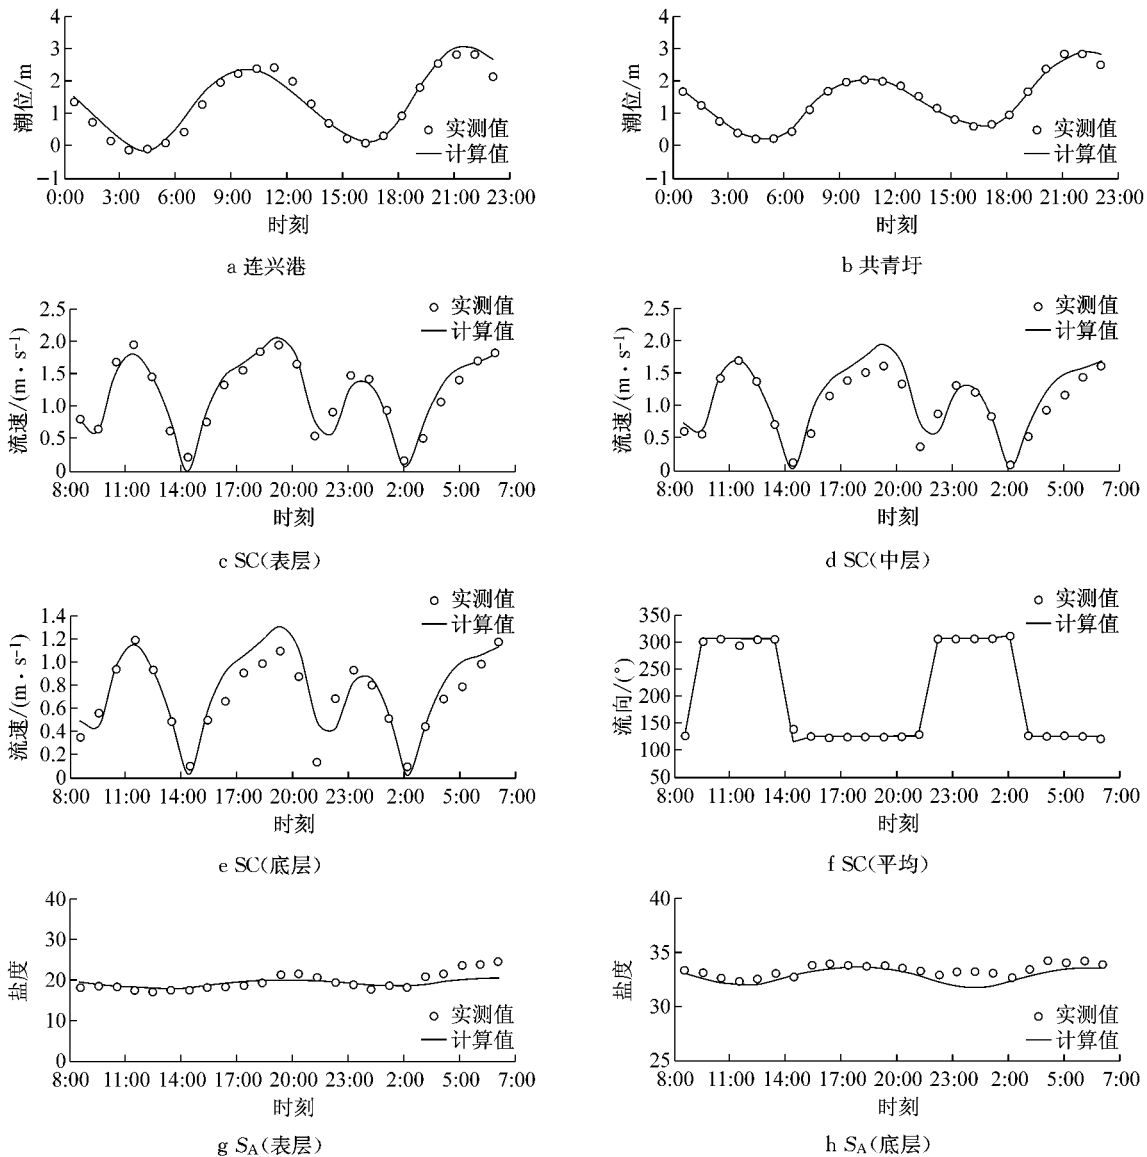 4
3
2
1
0
−1
潮位/m
实测值
计算值
0:00 3:00 6:00 9:00 12:00 15:00 18:00 21:00 23:00
时刻
a 连兴港
4
3
2
1
0
−1
潮位/m
实测值
计算值
0:00 3:00 6:00 9:00 12:00 15:00 18:00 21:00 23:00
时刻
b 共青圩
2.5
2.0
1.5
1.0
0.5
0
流速/(m·s⁻¹)
实测值
计算值
8:00 11:00 14:00 17:00 20:00 23:00 2:00 5:00 7:00
时刻
c SC(表层)
2.5
2.0
1.5
1.0
0.5
0
流速/(m·s⁻¹)
实测值
计算值
8:00 11:00 14:00 17:00 20:00 23:00 2:00 5:00 7:00
时刻
d SC(中层)
1.4
1.2
1.0
0.8
0.6
0.4
0.2
0
流速/(m·s⁻¹)
实测值
计算值
8:00 11:00 14:00 17:00 20:00 23:00 2:00 5:00 7:00
时刻
e SC(底层)
350
300
250
300
150
100
50
流向/(°)
实测值
计算值
8:00 11:00 14:00 17:00 20:00 23:00 2:00 5:00 7:00
时刻
f SC(平均)
40
30
20
10
0
盐度
实测值
计算值
8:00 11:00 14:00 17:00 20:00 23:00 2:00 5:00 7:00
时刻
g SA(表层)
40
35
30
25
盐度
实测值
计算值
8:00 11:00 14:00 17:00 20:00 23:00 2:00 5:00 7:00
时刻
h SA(底层)